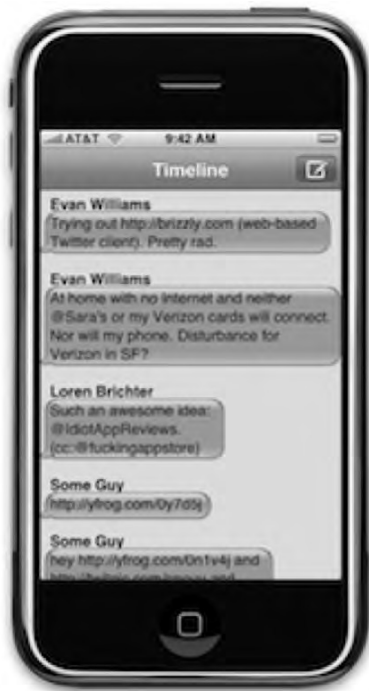 AT&T 9:42 AM
Timeline
Evan Williams
Trying out http://brizzly.com (web-based
Twitter client). Pretty rad.
Evan Williams
At home with no Internet and neither
@Sara's or my Verizon cards will connect.
Nor will my phone. Disturbance for
Verizon in SF?
Loren Brichter
Such an awesome idea:
@IdiotAppReviews.
(cc:@fuckingappstore)
Some Guy
http://yfrog.com/0y7d5j
Some Guy
hey http://yfrog.com/0n1v4j and